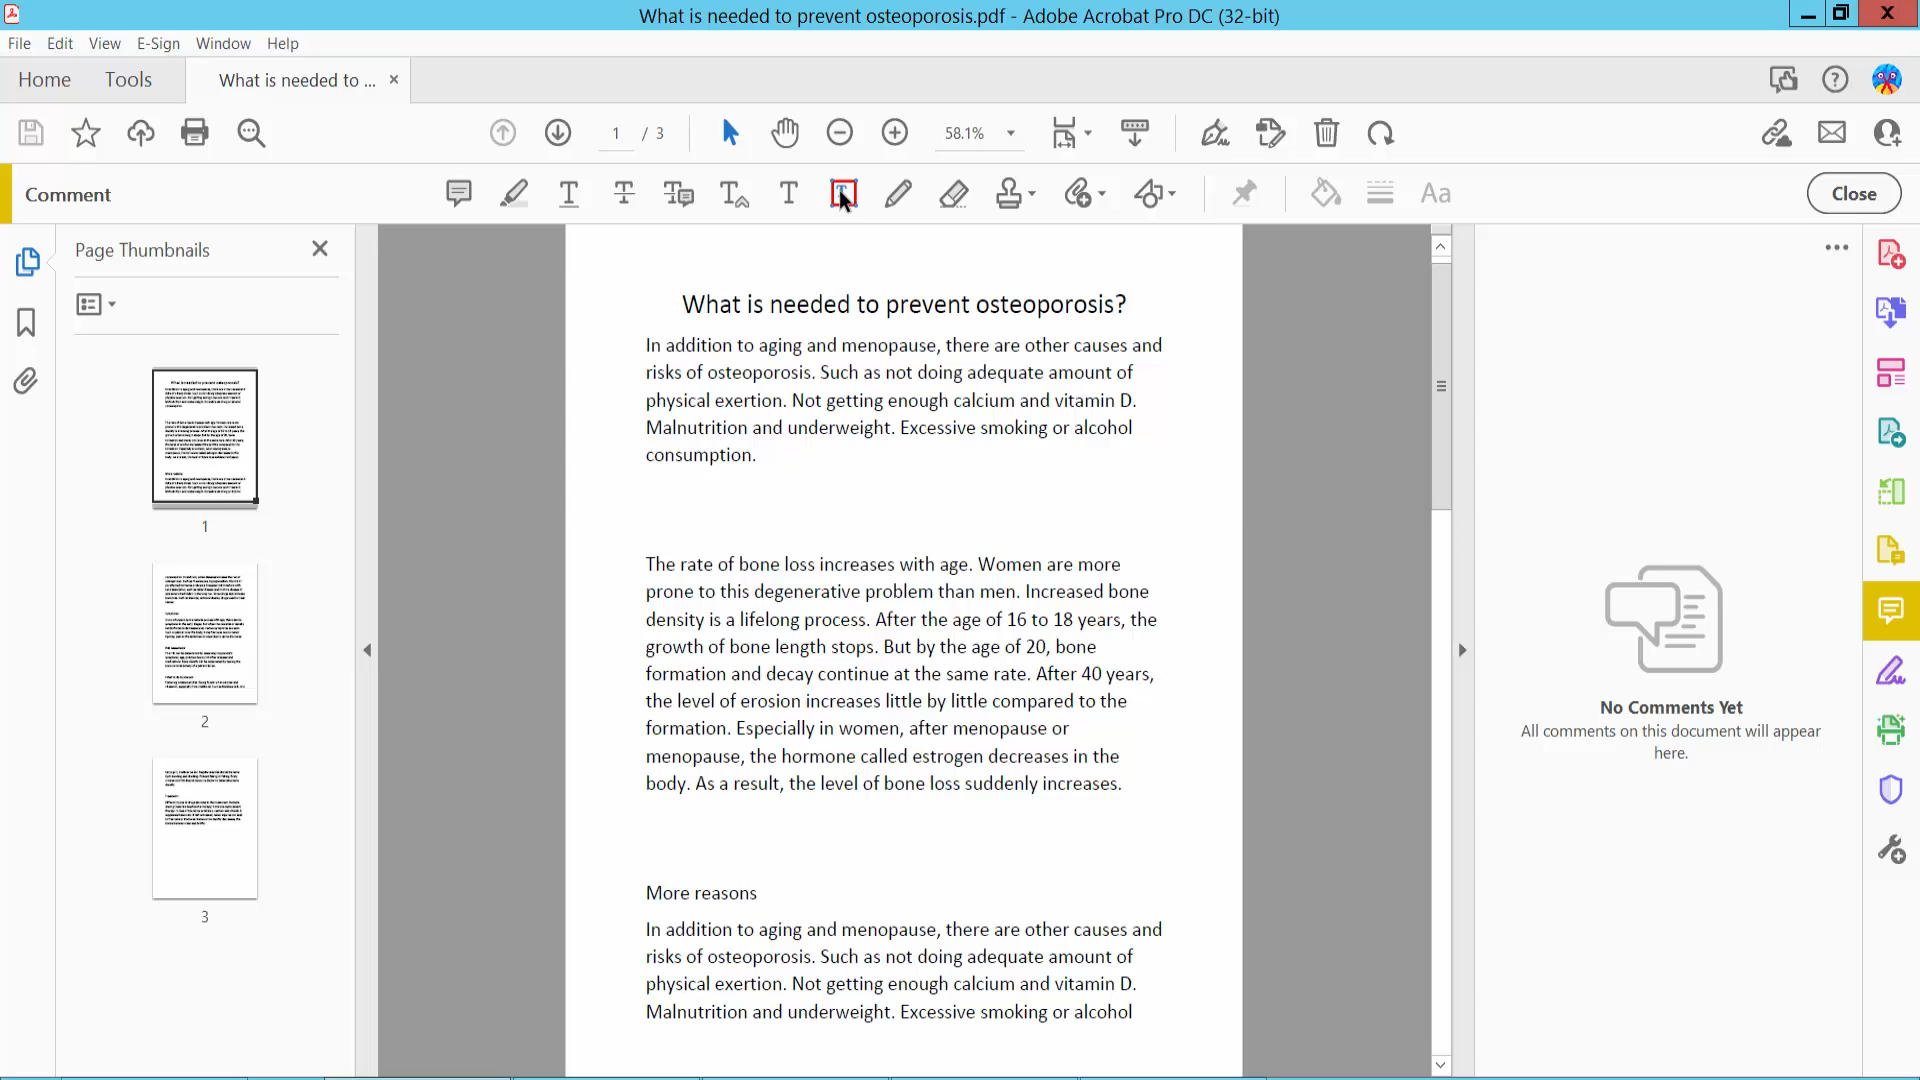 What is needed to prevent osteoporosis.pdf - Adobe Acrobat Pro DC (32-bit)
File Edit View E-Sign Window Help
Home Tools What is needed to ... ×
1 / 3 58.1%
Comment
Close
Page Thumbnails
1
2
3
What is needed to prevent osteoporosis?
In addition to aging and menopause, there are other causes and
risks of osteoporosis. Such as not doing adequate amount of
physical exertion. Not getting enough calcium and vitamin D.
Malnutrition and underweight. Excessive smoking or alcohol
consumption.
The rate of bone loss increases with age. Women are more
prone to this degenerative problem than men. Increased bone
density is a lifelong process. After the age of 16 to 18 years, the
growth of bone length stops. But by the age of 20, bone
formation and decay continue at the same rate. After 40 years,
the level of erosion increases little by little compared to the
formation. Especially in women, after menopause or
menopause, the hormone called estrogen decreases in the
body. As a result, the level of bone loss suddenly increases.
More reasons
In addition to aging and menopause, there are other causes and
risks of osteoporosis. Such as not doing adequate amount of
physical exertion. Not getting enough calcium and vitamin D.
Malnutrition and underweight. Excessive smoking or alcohol
No Comments Yet
All comments on this document will appear
here.